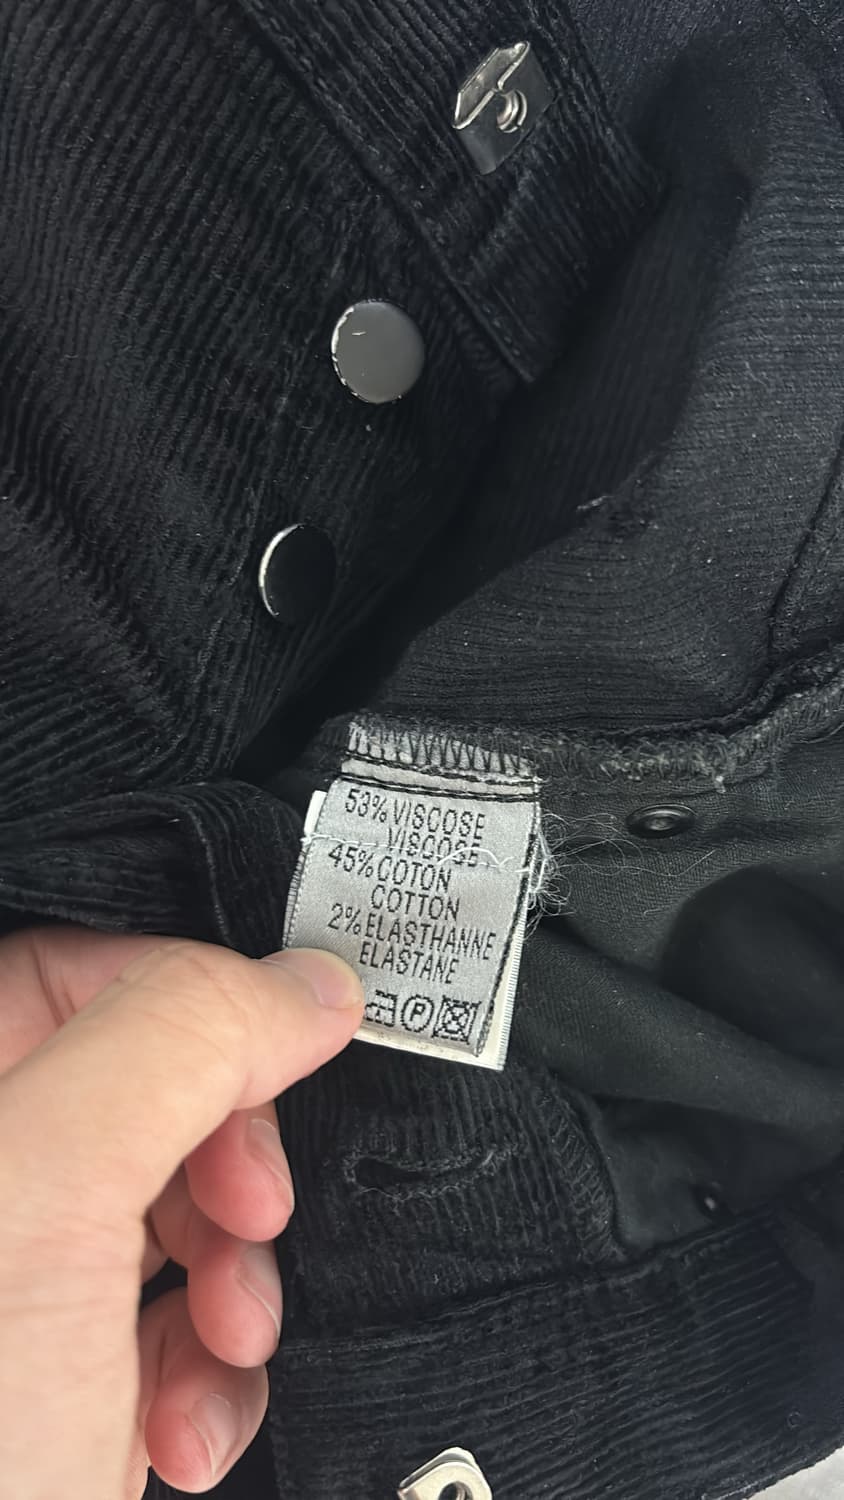 53% VISCOSE
VISCOSE
45% COTON
COTTON
2% ELASTHANNE
ELASTANE
P